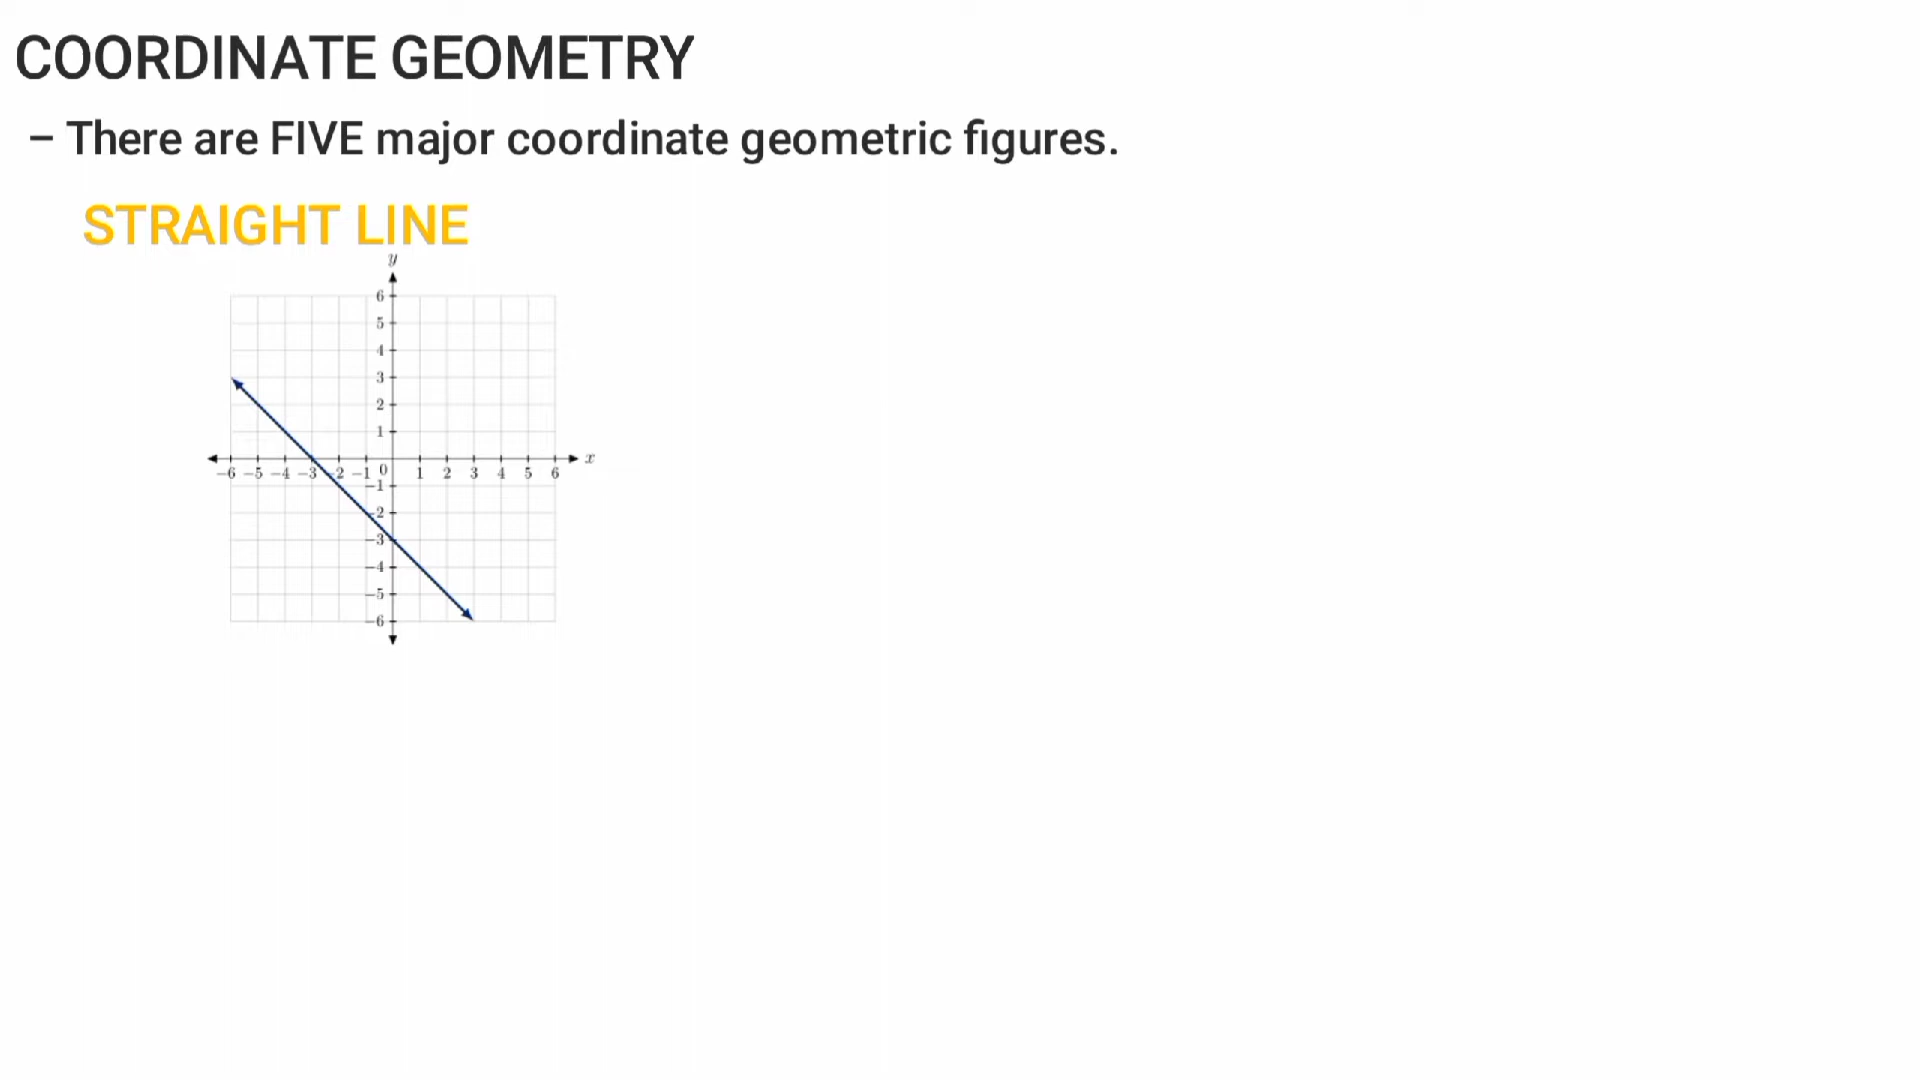 COORDINATE GEOMETRY
– There are FIVE major coordinate geometric figures.
STRAIGHT LINE
y
6
5
4
3
2
1
x
−6 −5 −4 −3 −2 −1 0 1 2 3 4 5 6
−1
−2
−3
−4
−5
−6